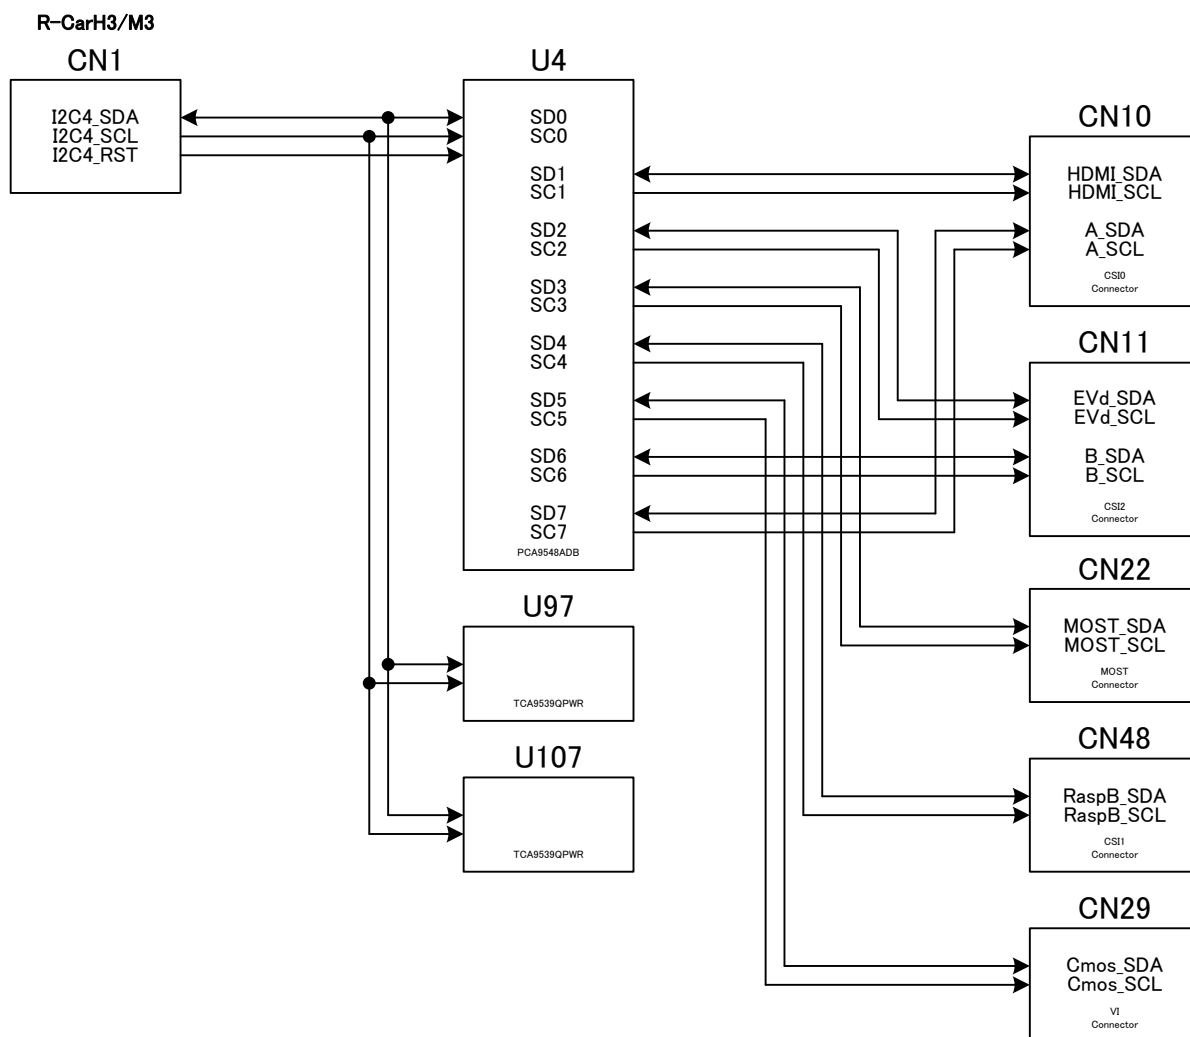 R-CarH3/M3
CN1
I2C4_SDA
I2C4_SCL
I2C4_RST
U4
SD0
SC0
SD1
SC1
SD2
SC2
SD3
SC3
SD4
SC4
SD5
SC5
SD6
SC6
SD7
SC7
PCA9548ADB
U97
TCA9539QPWR
U107
TCA9539QPWR
CN10
HDMI_SDA
HDMI_SCL
A_SDA
A_SCL
CSI0
Connector
CN11
EVd_SDA
EVd_SCL
B_SDA
B_SCL
CSI2
Connector
CN22
MOST_SDA
MOST_SCL
MOST
Connector
CN48
RaspB_SDA
RaspB_SCL
CSI1
Connector
CN29
Cmos_SDA
Cmos_SCL
VI
Connector